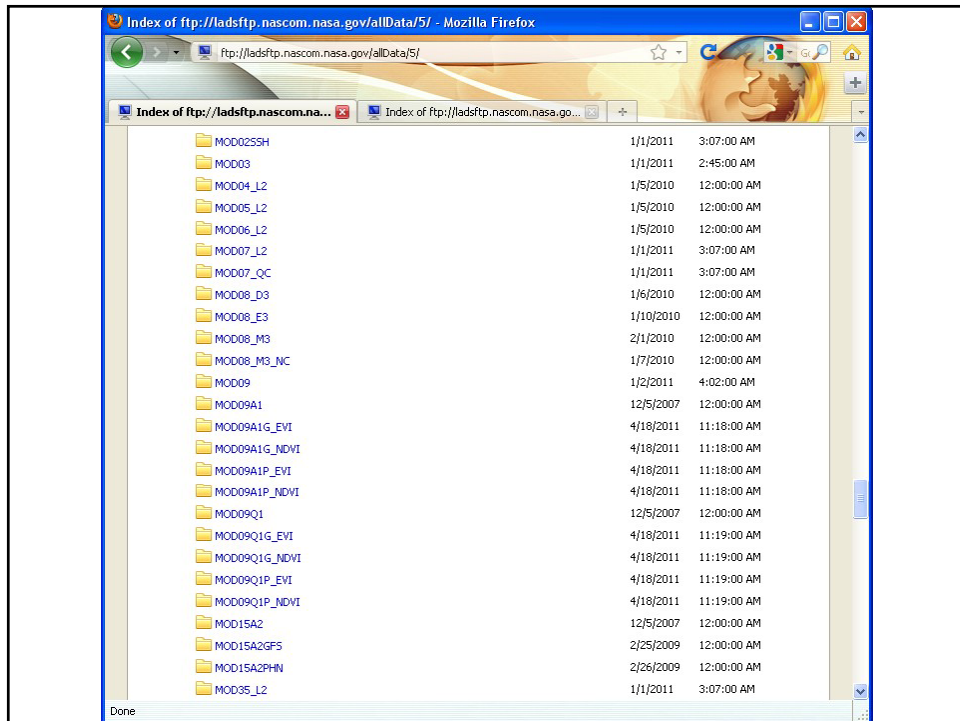 Index of ftp://ladsftp.nascom.nasa.gov/allData/5/ - Mozilla Firefox
ftp://ladsftp.nascom.nasa.gov/allData/5/
Index of ftp://ladsftp.nascom.na... Index of ftp://ladsftp.nascom.nasa.go...
MOD02SSH 1/1/2011 3:07:00 AM
MOD03 1/1/2011 2:45:00 AM
MOD04_L2 1/5/2010 12:00:00 AM
MOD05_L2 1/5/2010 12:00:00 AM
MOD06_L2 1/5/2010 12:00:00 AM
MOD07_L2 1/1/2011 3:07:00 AM
MOD07_QC 1/1/2011 3:07:00 AM
MOD08_D3 1/6/2010 12:00:00 AM
MOD08_E3 1/10/2010 12:00:00 AM
MOD08_M3 2/1/2010 12:00:00 AM
MOD08_M3_NC 1/7/2010 12:00:00 AM
MOD09 1/2/2011 4:02:00 AM
MOD09A1 12/5/2007 12:00:00 AM
MOD09A1G_EVI 4/18/2011 11:18:00 AM
MOD09A1G_NDVI 4/18/2011 11:18:00 AM
MOD09A1P_EVI 4/18/2011 11:18:00 AM
MOD09A1P_NDVI 4/18/2011 11:18:00 AM
MOD09Q1 12/5/2007 12:00:00 AM
MOD09Q1G_EVI 4/18/2011 11:19:00 AM
MOD09Q1G_NDVI 4/18/2011 11:19:00 AM
MOD09Q1P_EVI 4/18/2011 11:19:00 AM
MOD09Q1P_NDVI 4/18/2011 11:19:00 AM
MOD15A2 12/5/2007 12:00:00 AM
MOD15A2GFS 2/25/2009 12:00:00 AM
MOD15A2PHN 2/26/2009 12:00:00 AM
MOD35_L2 1/1/2011 3:07:00 AM
Done